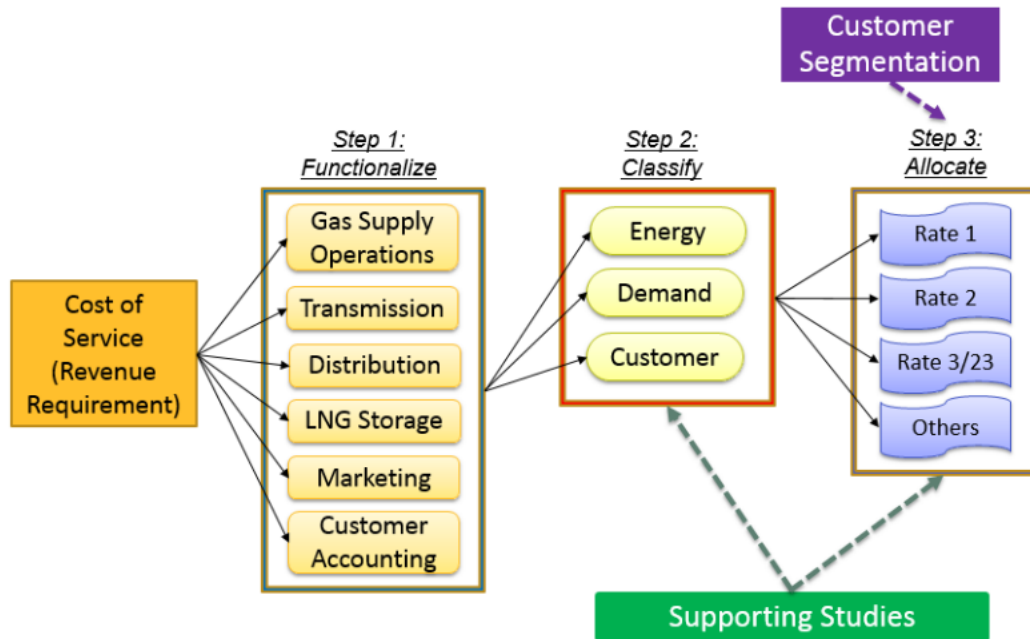 Customer
Segmentation
Step 1:
Functionalize
Step 2:
Classify
Step 3:
Allocate
Cost of
Service
(Revenue
Requirement)
Gas Supply
Operations
Transmission
Distribution
LNG Storage
Marketing
Customer
Accounting
Energy
Demand
Customer
Rate 1
Rate 2
Rate 3/23
Others
Supporting Studies